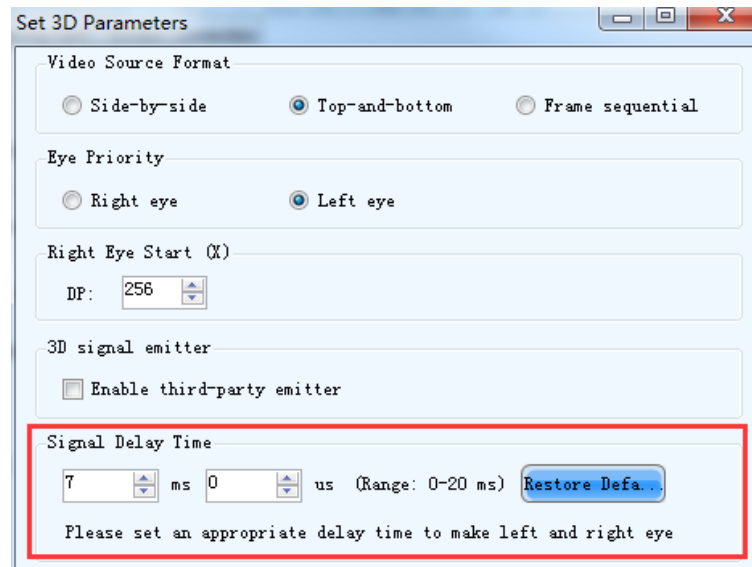 Set 3D Parameters
Video Source Format
Side-by-side Top-and-bottom Frame sequential
Eye Priority
Right eye Left eye
Right Eye Start (X)
DP: 256
3D signal emitter
Enable third-party emitter
Signal Delay Time
7 ms 0 us (Range: 0-20 ms) Restore Defa...
Please set an appropriate delay time to make left and right eye